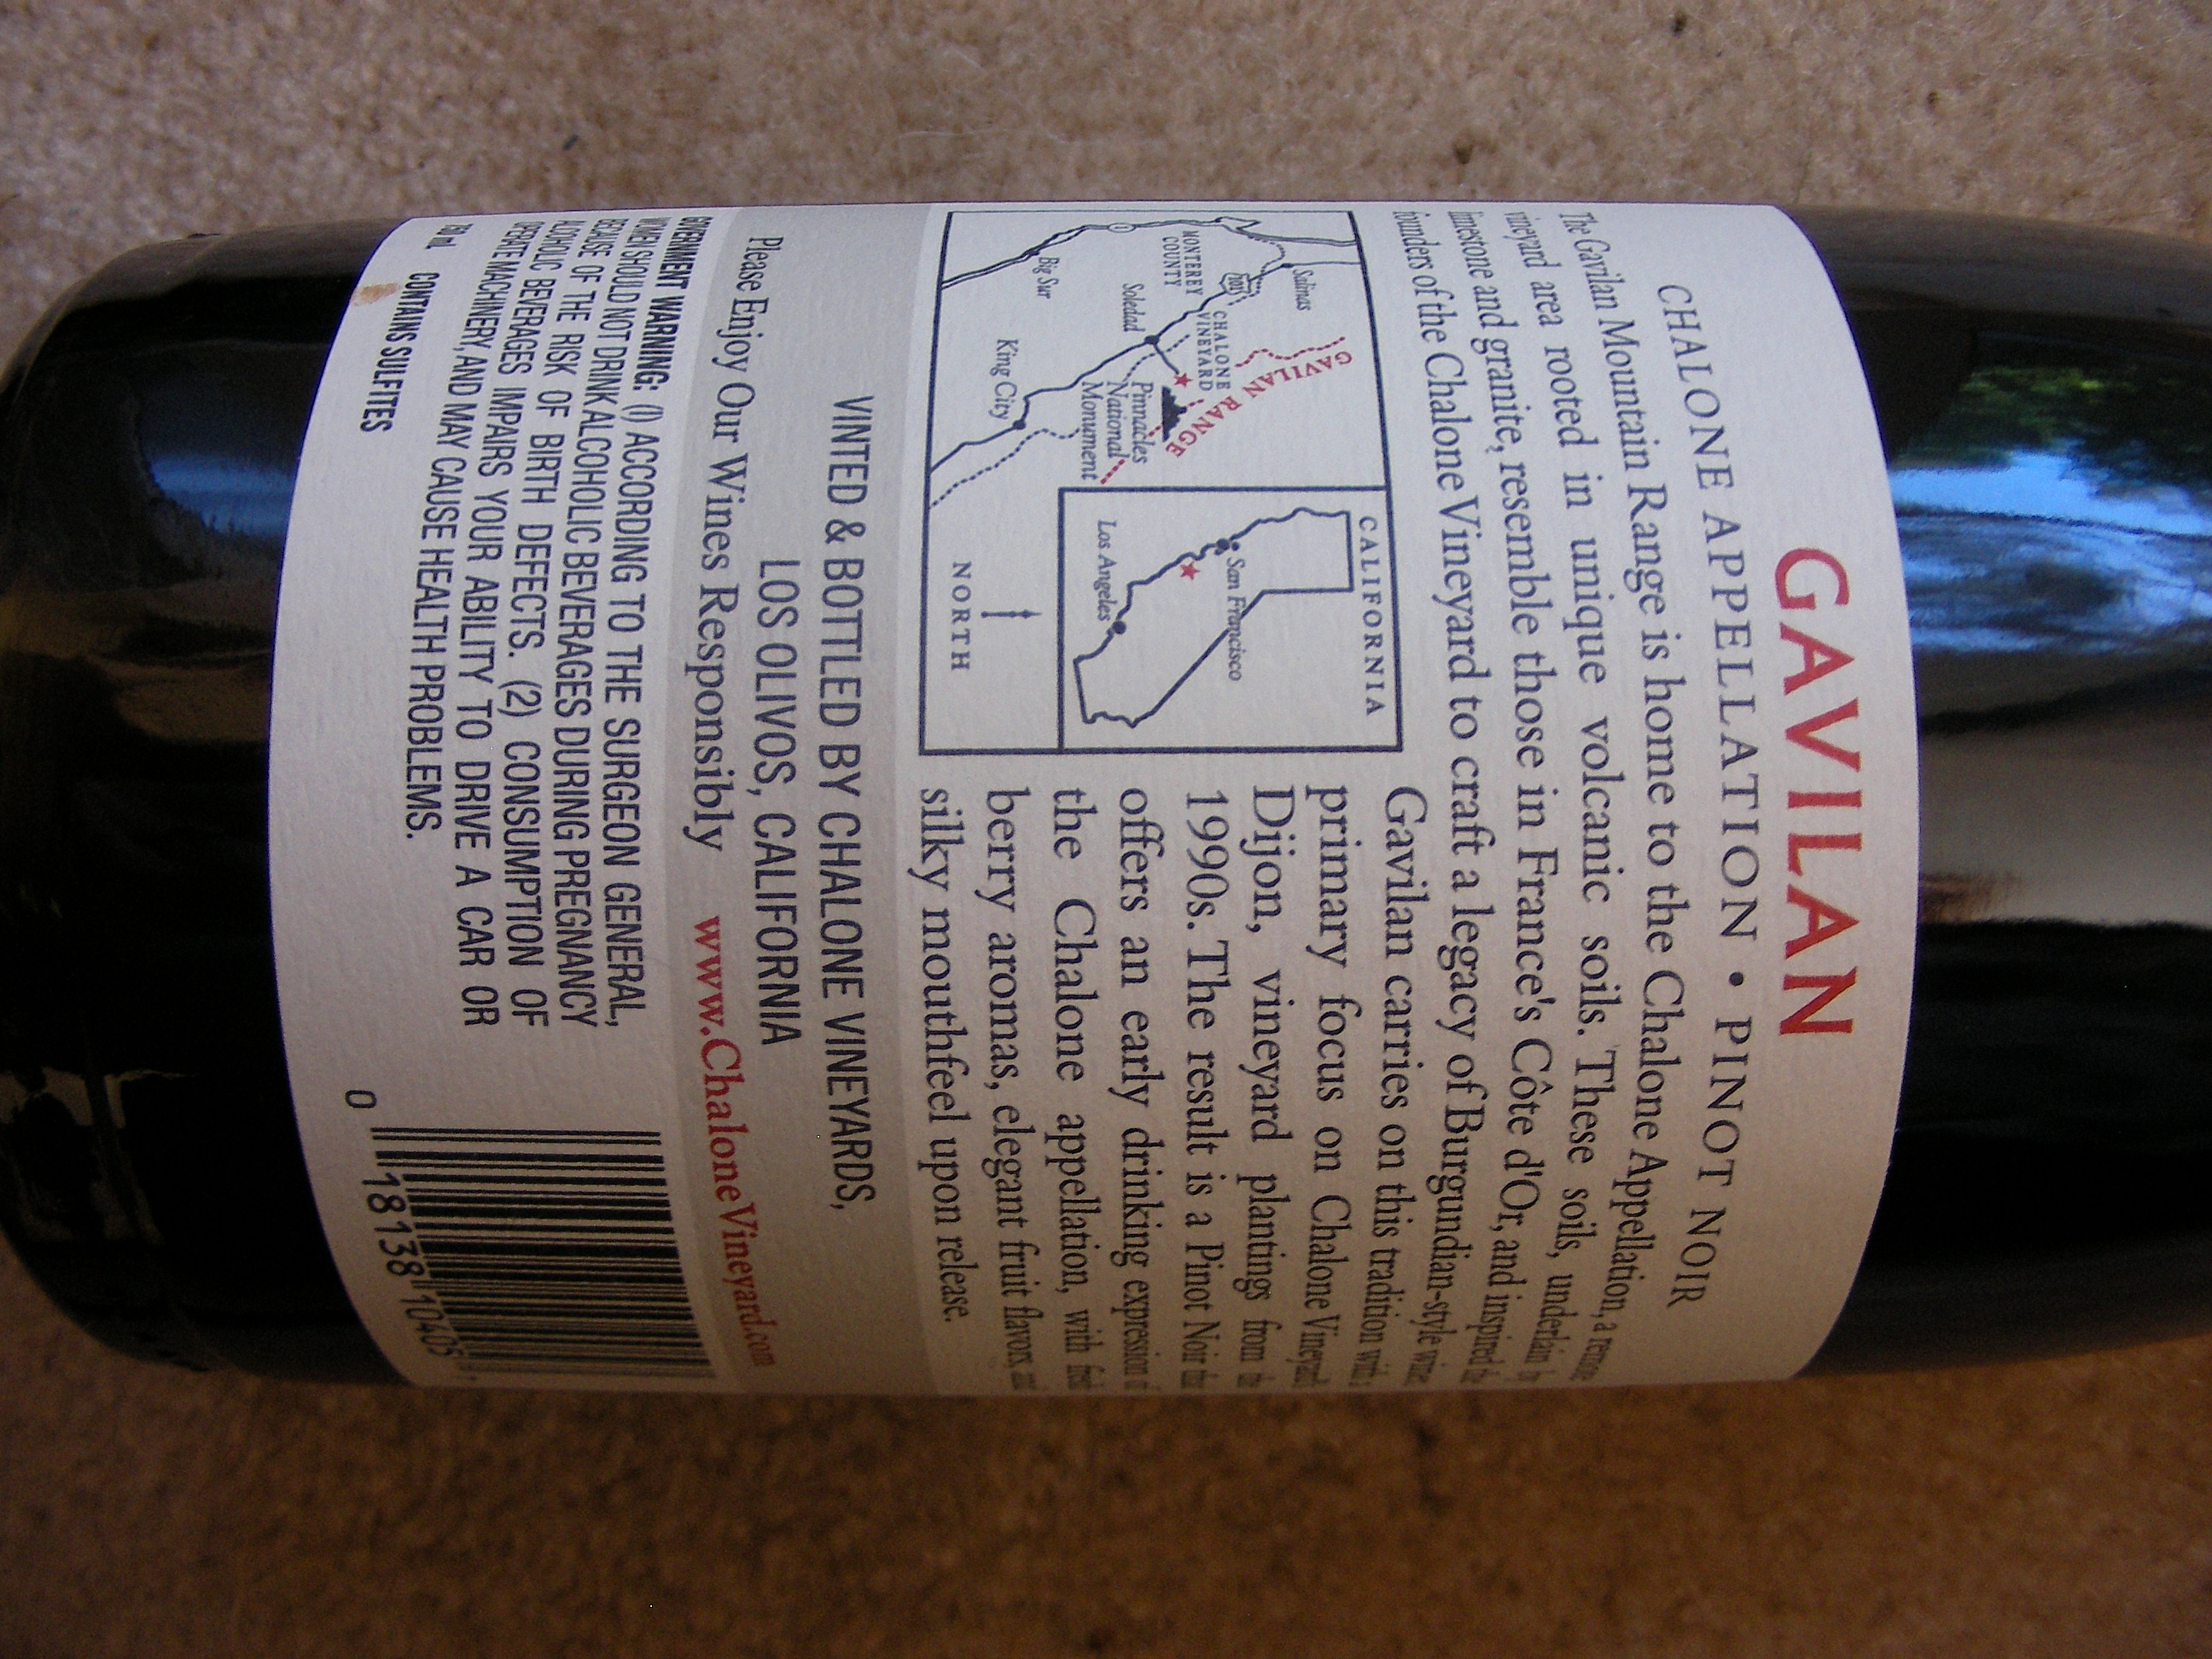 GAVILAN
CHALONE APPELLATION • PINOT NOIR
The Gavilan Mountain Range is home to the Chalone Appellation, a remote
vineyard area rooted in unique volcanic soils. These soils, underlain
limestone and granite, resemble those in France's Côte d'Or, and inspired
founders of the Chalone Vineyard to craft a legacy of Burgundian-style
Gavilan carries on this tradition
primary focus on Chalone Vineyard
Dijon, vineyard plantings from
1990s. The result is a Pinot Noir
offers an early drinking expression
the Chalone appellation, with
berry aromas, elegant fruit flavors,
silky mouthfeel upon release.
CALIFORNIA
San Francisco
Los Angeles
NORTH
Salinas
GAVILAN RANGE
101
MONTEREY
COUNTY
CHALONE
VINEYARD
Soledad
Pinnacles
National
Monument
1
Big Sur
King City
VINTED & BOTTLED BY CHALONE VINEYARDS,
LOS OLIVOS, CALIFORNIA
Please Enjoy Our Wines Responsibly www.ChaloneVineyard.com
GOVERNMENT WARNING: (1) ACCORDING TO THE SURGEON GENERAL,
WOMEN SHOULD NOT DRINK ALCOHOLIC BEVERAGES DURING PREGNANCY
BECAUSE OF THE RISK OF BIRTH DEFECTS. (2) CONSUMPTION OF
ALCOHOLIC BEVERAGES IMPAIRS YOUR ABILITY TO DRIVE A CAR OR
OPERATE MACHINERY, AND MAY CAUSE HEALTH PROBLEMS.
750 mL CONTAINS SULFITES
0 18138 10405